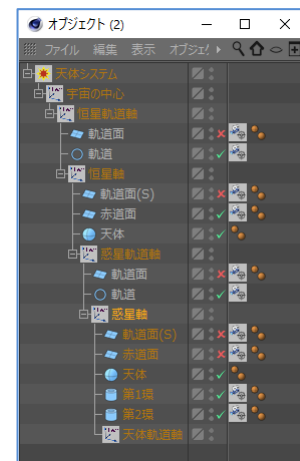 オブジェクト (2)
ファイル 編集 表示 オブジェ
天体システム
宇宙の中心
恒星軌道軸
軌道面
軌道
恒星軸
軌道面(S)
赤道面
天体
惑星軌道軸
軌道面
軌道
惑星軸
軌道面(S)
赤道面
天体
第1環
第2環
天体軌道軸